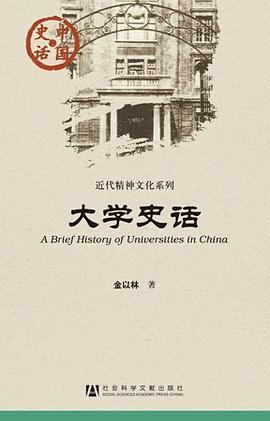 中国
史话
近代精神文化系列
大学史话
A Brief History of Universities in China
金以林 著
社会科学文献出版社
SOCIAL SCIENCES ACADEMIC PRESS (CHINA)